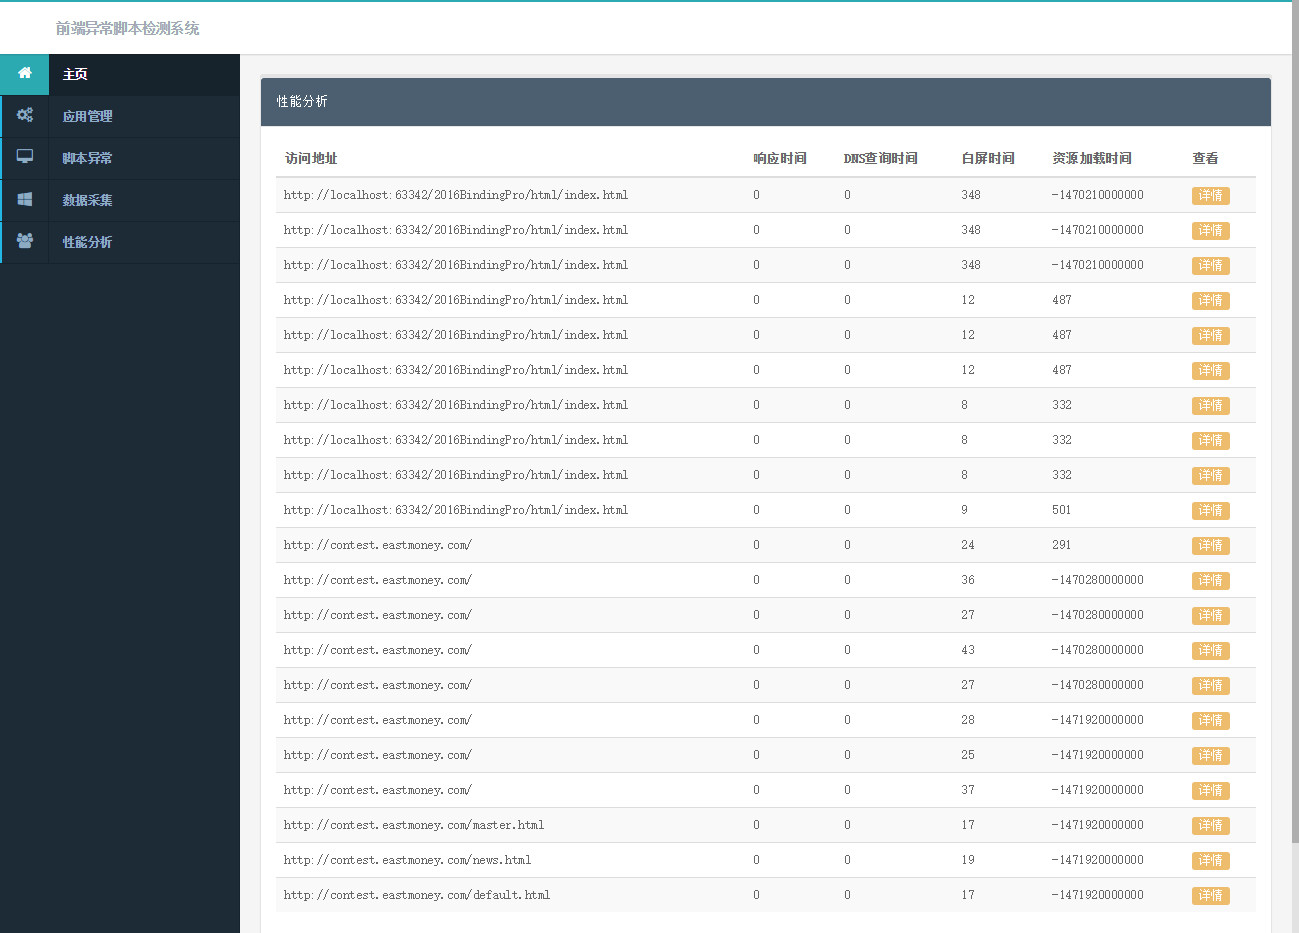 前端异常脚本检测系统
主页
应用管理
脚本异常
数据采集
性能分析
性能分析
访问地址 响应时间 DNS查询时间 白屏时间 资源加载时间 查看
http://localhost:63342/2016BindingPro/html/index.html 0 0 348 -1470210000000 详情
http://localhost:63342/2016BindingPro/html/index.html 0 0 348 -1470210000000 详情
http://localhost:63342/2016BindingPro/html/index.html 0 0 348 -1470210000000 详情
http://localhost:63342/2016BindingPro/html/index.html 0 0 12 487 详情
http://localhost:63342/2016BindingPro/html/index.html 0 0 12 487 详情
http://localhost:63342/2016BindingPro/html/index.html 0 0 12 487 详情
http://localhost:63342/2016BindingPro/html/index.html 0 0 8 332 详情
http://localhost:63342/2016BindingPro/html/index.html 0 0 8 332 详情
http://localhost:63342/2016BindingPro/html/index.html 0 0 8 332 详情
http://localhost:63342/2016BindingPro/html/index.html 0 0 9 501 详情
http://contest.eastmoney.com/ 0 0 24 291 详情
http://contest.eastmoney.com/ 0 0 36 -1470280000000 详情
http://contest.eastmoney.com/ 0 0 27 -1470280000000 详情
http://contest.eastmoney.com/ 0 0 43 -1470280000000 详情
http://contest.eastmoney.com/ 0 0 27 -1470280000000 详情
http://contest.eastmoney.com/ 0 0 28 -1471920000000 详情
http://contest.eastmoney.com/ 0 0 25 -1471920000000 详情
http://contest.eastmoney.com/ 0 0 37 -1471920000000 详情
http://contest.eastmoney.com/master.html 0 0 17 -1471920000000 详情
http://contest.eastmoney.com/news.html 0 0 19 -1471920000000 详情
http://contest.eastmoney.com/default.html 0 0 17 -1471920000000 详情